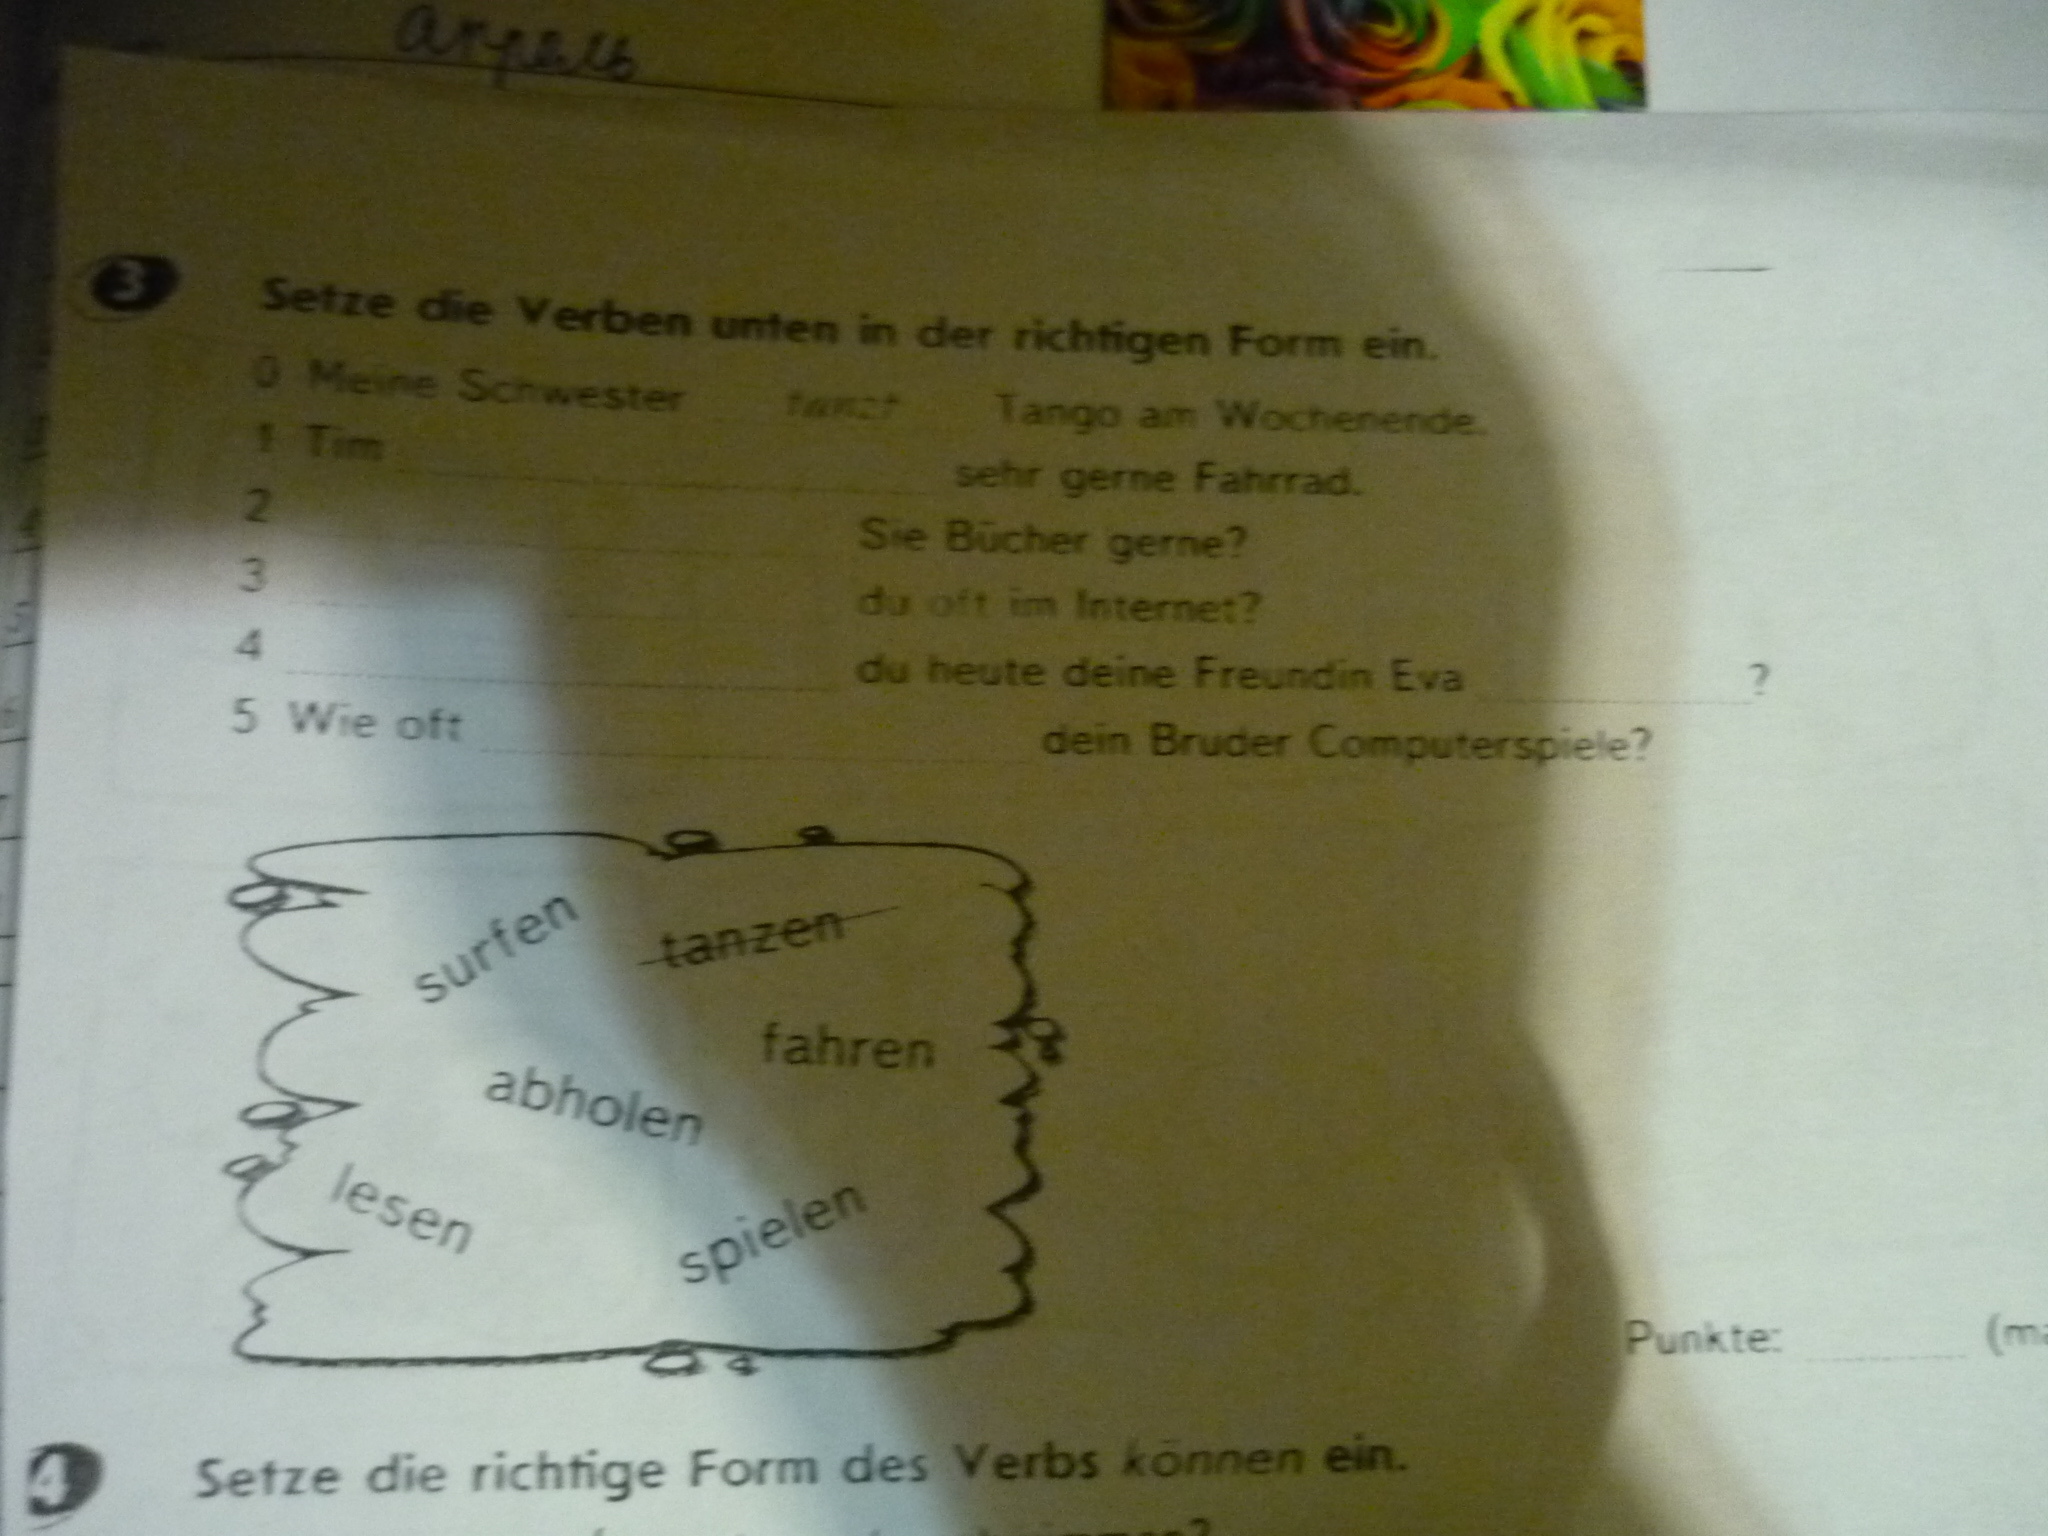 апрель
3 Setze die Verben unten in der richtigen Form ein.
0 Meine Schwester tanzt Tango am Wochenende.
1 Tim sehr gerne Fahrrad.
2 Sie Bücher gerne?
3 du oft im Internet?
4 du heute deine Freundin Eva ?
5 Wie oft dein Bruder Computerspiele?
surfen
tanzen
fahren
abholen
lesen
spielen
Punkte:
4 Setze die richtige Form des Verbs können ein.